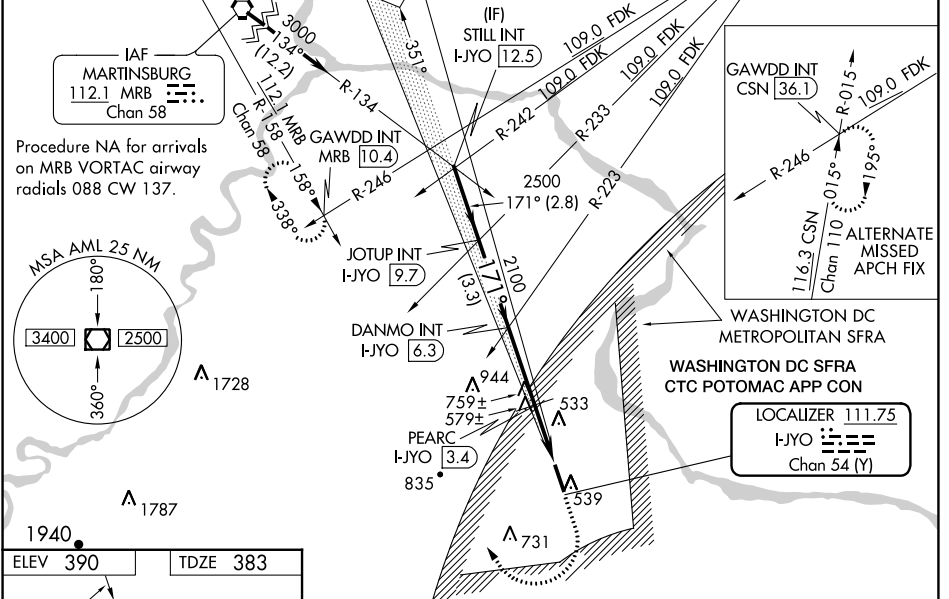 IAF
MARTINSBURG
112.1 MRB
Chan 58
Procedure NA for arrivals
on MRB VORTAC airway
radials 088 CW 137.
3000
134°
(12.2)
R-134
112.1 MRB
R-158
Chan 58
158°
338°
GAWDD INT
MRB 10.4
R-246
351°
(IF)
STILL INT
I-JYO 12.5
109.0 FDK
109.0 FDK
R-242
109.0 FDK
R-233
109.0 FDK
R-223
2500
171° (2.8)
JOTUP INT
I-JYO 9.7
171°
2100
(3.3)
DANMO INT
I-JYO 6.3
944
759±
579±
533
PEARC
I-JYO 3.4
835
539
731
GAWDD INT
CSN 36.1
R-015
109.0 FDK
R-246
015°
195°
116.3 CSN
Chan 110
ALTERNATE
MISSED
APCH FIX
WASHINGTON DC
METROPOLITAN SFRA
WASHINGTON DC SFRA
CTC POTOMAC APP CON
LOCALIZER 111.75
I-JYO
Chan 54 (Y)
MSA AML 25 NM
180°
3400
2500
360°
1728
1787
1940
ELEV 390
TDZE 383